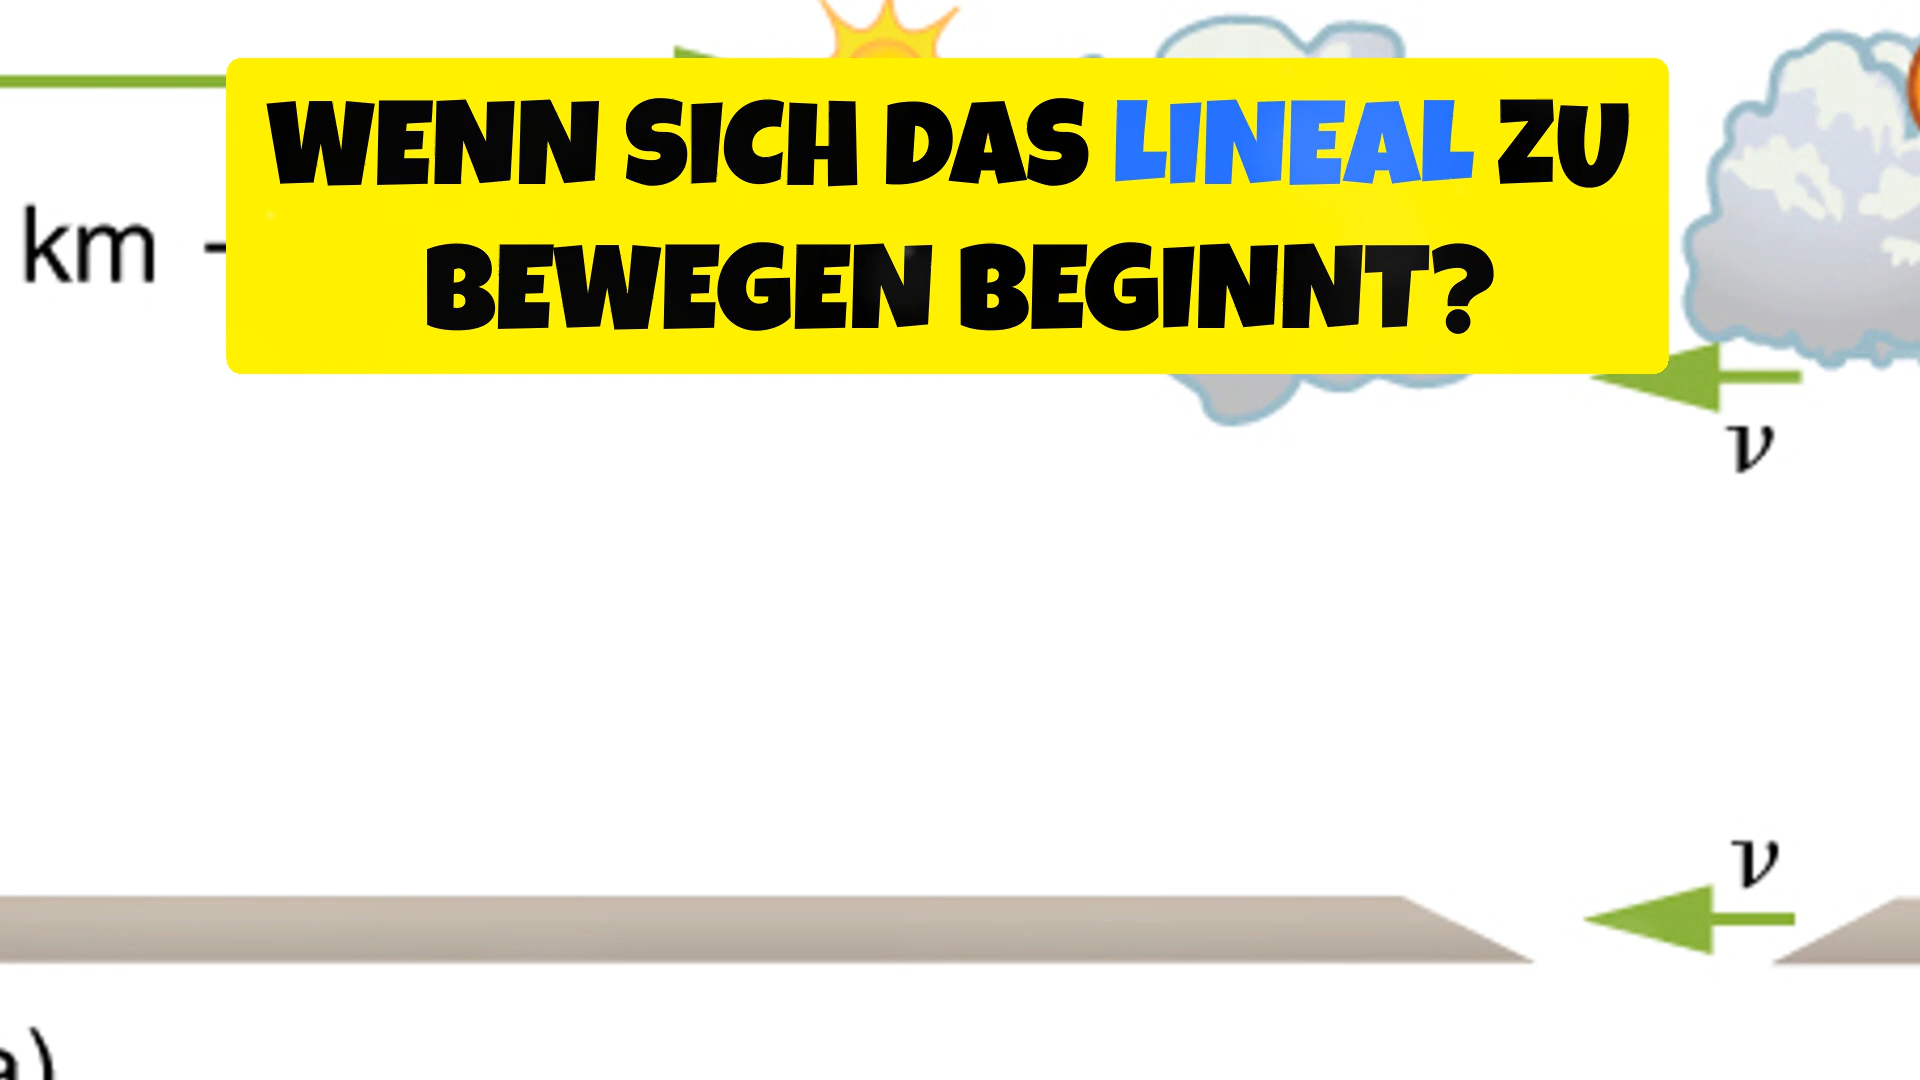 WENN SICH DAS LINEAL ZU
BEWEGEN BEGINNT?
km -
v
v
a)